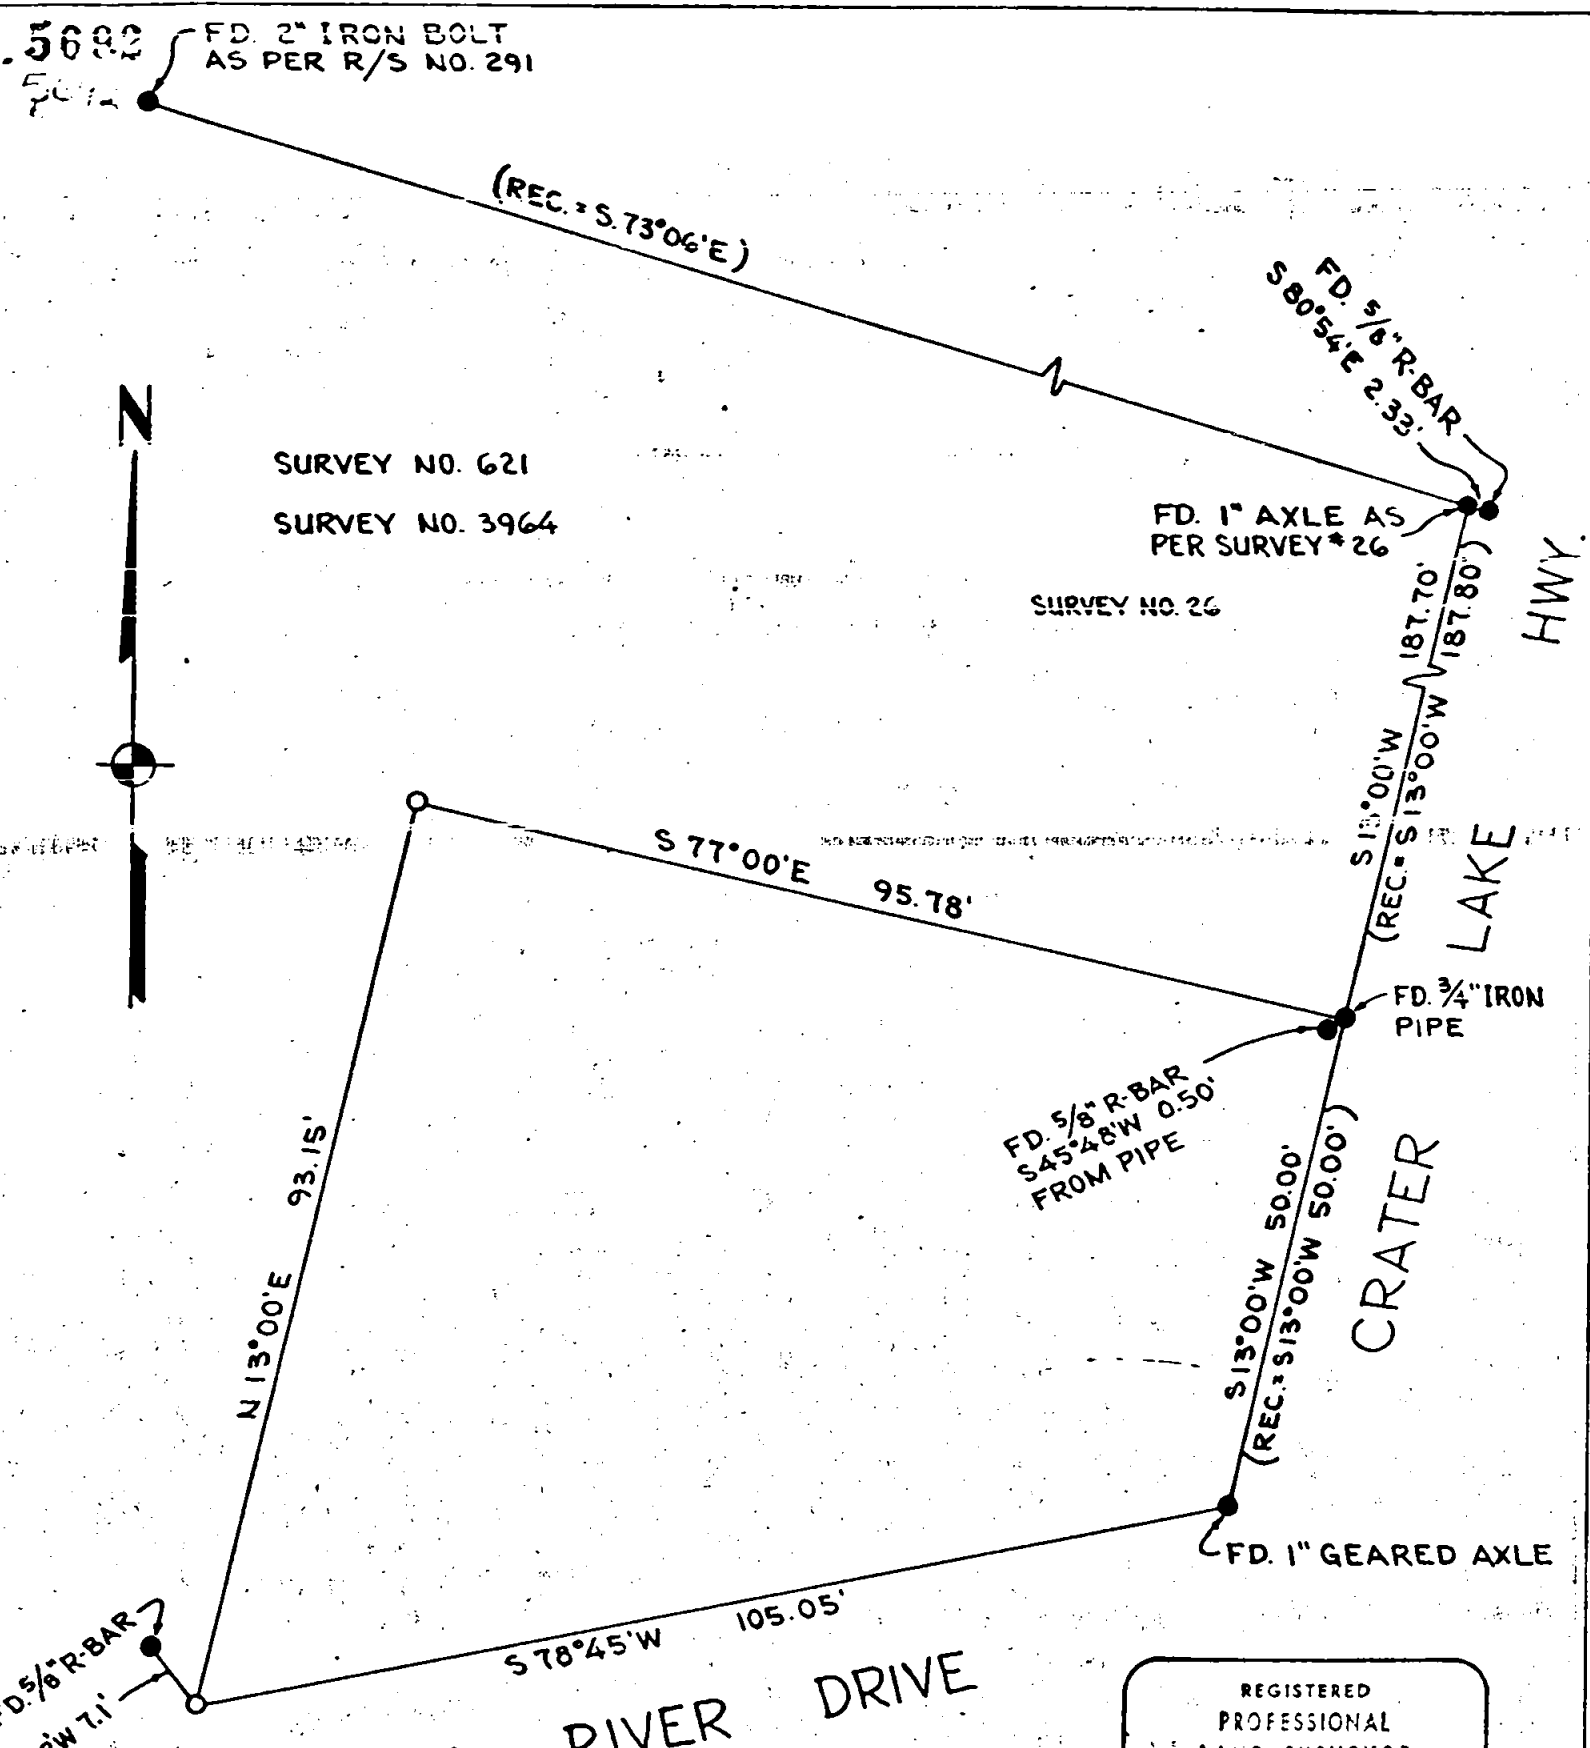 .5692
FD. 2" IRON BOLT
AS PER R/S NO. 291
(REC. = S. 73°06'E)
FD. 5/8" R-BAR
S 80°54'E 2.33'
N
SURVEY NO. 621
SURVEY NO. 3964
FD. 1" AXLE AS
PER SURVEY # 26
SURVEY NO. 26
S 13°00'W 187.70'
(REC. = S 13°00'W 187.80')
CRATER LAKE HWY.
S 77°00'E 95.78'
FD. 3/4" IRON
PIPE
FD. 5/8" R-BAR
S45°48'W 0.50'
FROM PIPE
N 13°00'E 93.15'
S13°00'W 50.00'
(REC. = S13°00'W 50.00')
FD. 1" GEARED AXLE
S 78°45'W 105.05'
FD. 5/8" R-BAR
W 7.1'
RIVER DRIVE
REGISTERED
PROFESSIONAL